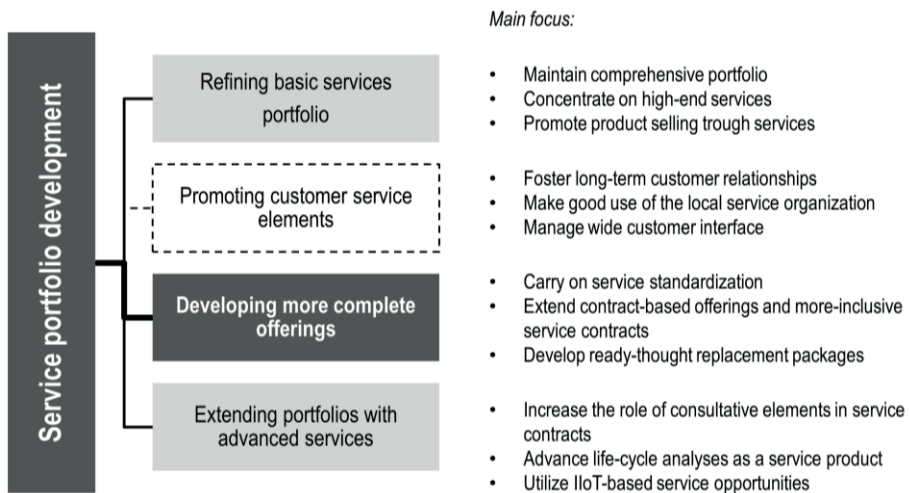 Main focus:
Service portfolio development
Refining basic services
portfolio
• Maintain comprehensive portfolio
• Concentrate on high-end services
• Promote product selling trough services
Promoting customer service
elements
• Foster long-term customer relationships
• Make good use of the local service organization
• Manage wide customer interface
Developing more complete
offerings
• Carry on service standardization
• Extend contract-based offerings and more-inclusive
service contracts
• Develop ready-thought replacement packages
Extending portfolios with
advanced services
• Increase the role of consultative elements in service
contracts
• Advance life-cycle analyses as a service product
• Utilize IIoT-based service opportunities